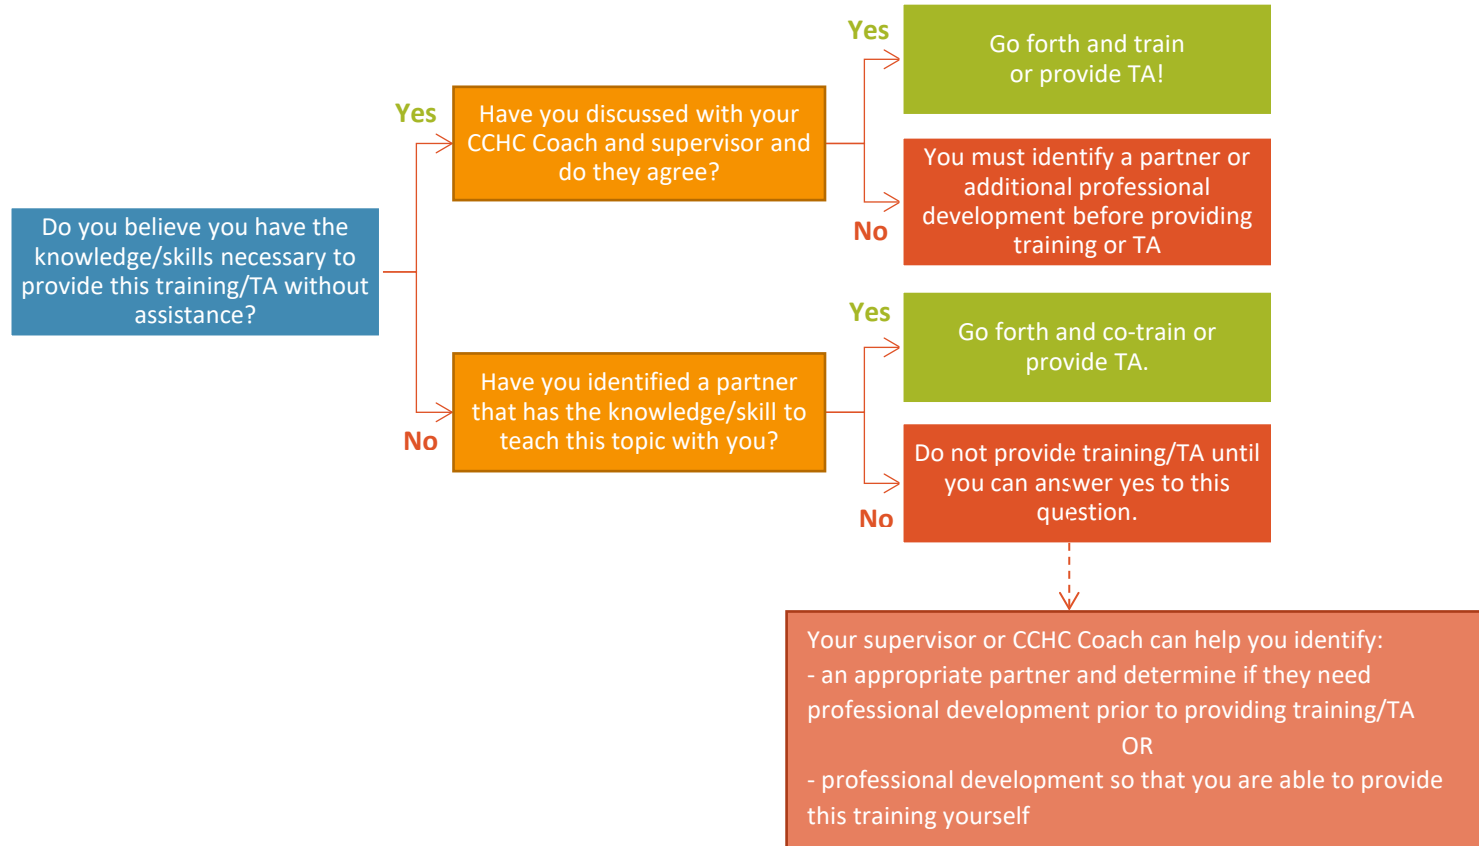 Do you believe you have the
knowledge/skills necessary to
provide this training/TA without
assistance?
Yes
Have you discussed with your
CCHC Coach and supervisor and
do they agree?
Yes
Go forth and train
or provide TA!
No
You must identify a partner or
additional professional
development before providing
training or TA
No
Have you identified a partner
that has the knowledge/skill to
teach this topic with you?
Yes
Go forth and co-train or
provide TA.
No
Do not provide training/TA until
you can answer yes to this
question.
Your supervisor or CCHC Coach can help you identify:
- an appropriate partner and determine if they need
professional development prior to providing training/TA
OR
- professional development so that you are able to provide
this training yourself